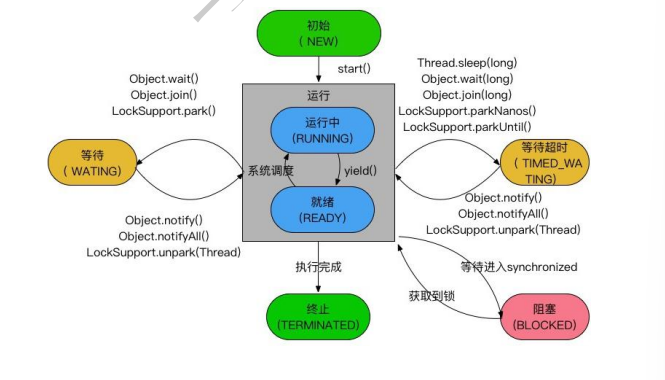 初始
( NEW)
start()
Object.wait()
Object.join()
LockSupport.park()
运行
Thread.sleep(long)
Object.wait(long)
Object.join(long)
LockSupport.parkNanos()
LockSupport.parkUntil()
运行中
(RUNNING)
等待
( WATING)
系统调度
yield()
等待超时
( TIMED_WA
TING)
就绪
(READY)
Object.notify()
Object.notifyAll()
LockSupport.unpark(Thread)
Object.notify()
Object.notifyAll()
LockSupport.unpark(Thread)
执行完成
等待进入synchronized
获取到锁
终止
(TERMINATED)
阻塞
(BLOCKED)